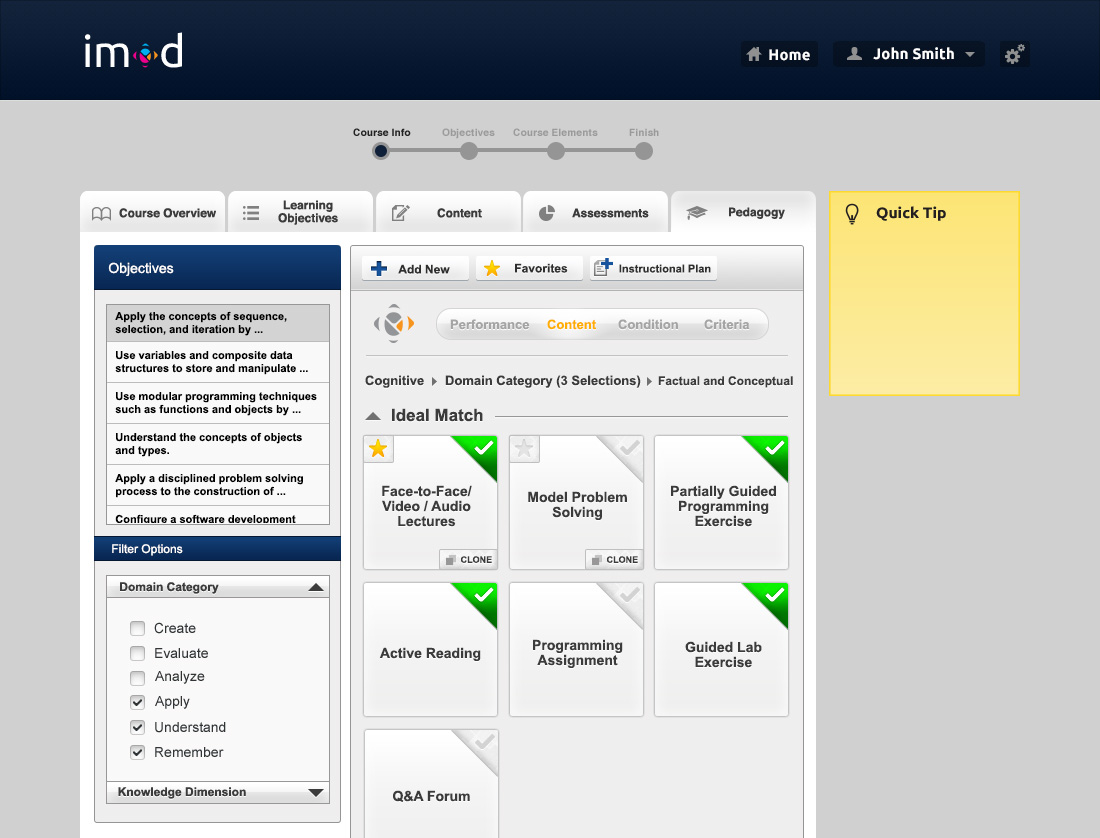 imod
Home
John Smith
Course Info
Objectives
Course Elements
Finish
Course Overview
Learning
Objectives
Content
Assessments
Pedagogy
Quick Tip
Objectives
Apply the concepts of sequence,
selection, and iteration by ...
Use variables and composite data
structures to store and manipulate ...
Use modular programming techniques
such as functions and objects by ...
Understand the concepts of objects
and types.
Apply a disciplined problem solving
process to the construction of ...
Configure a software development
Filter Options
Domain Category
Create
Evaluate
Analyze
Apply
Understand
Remember
Knowledge Dimension
Add New
Favorites
Instructional Plan
Performance
Content
Condition
Criteria
Cognitive
Domain Category (3 Selections)
Factual and Conceptual
Ideal Match
Face-to-Face/
Video / Audio
Lectures
CLONE
Model Problem
Solving
CLONE
Partially Guided
Programming
Exercise
Active Reading
Programming
Assignment
Guided Lab
Exercise
Q&A Forum